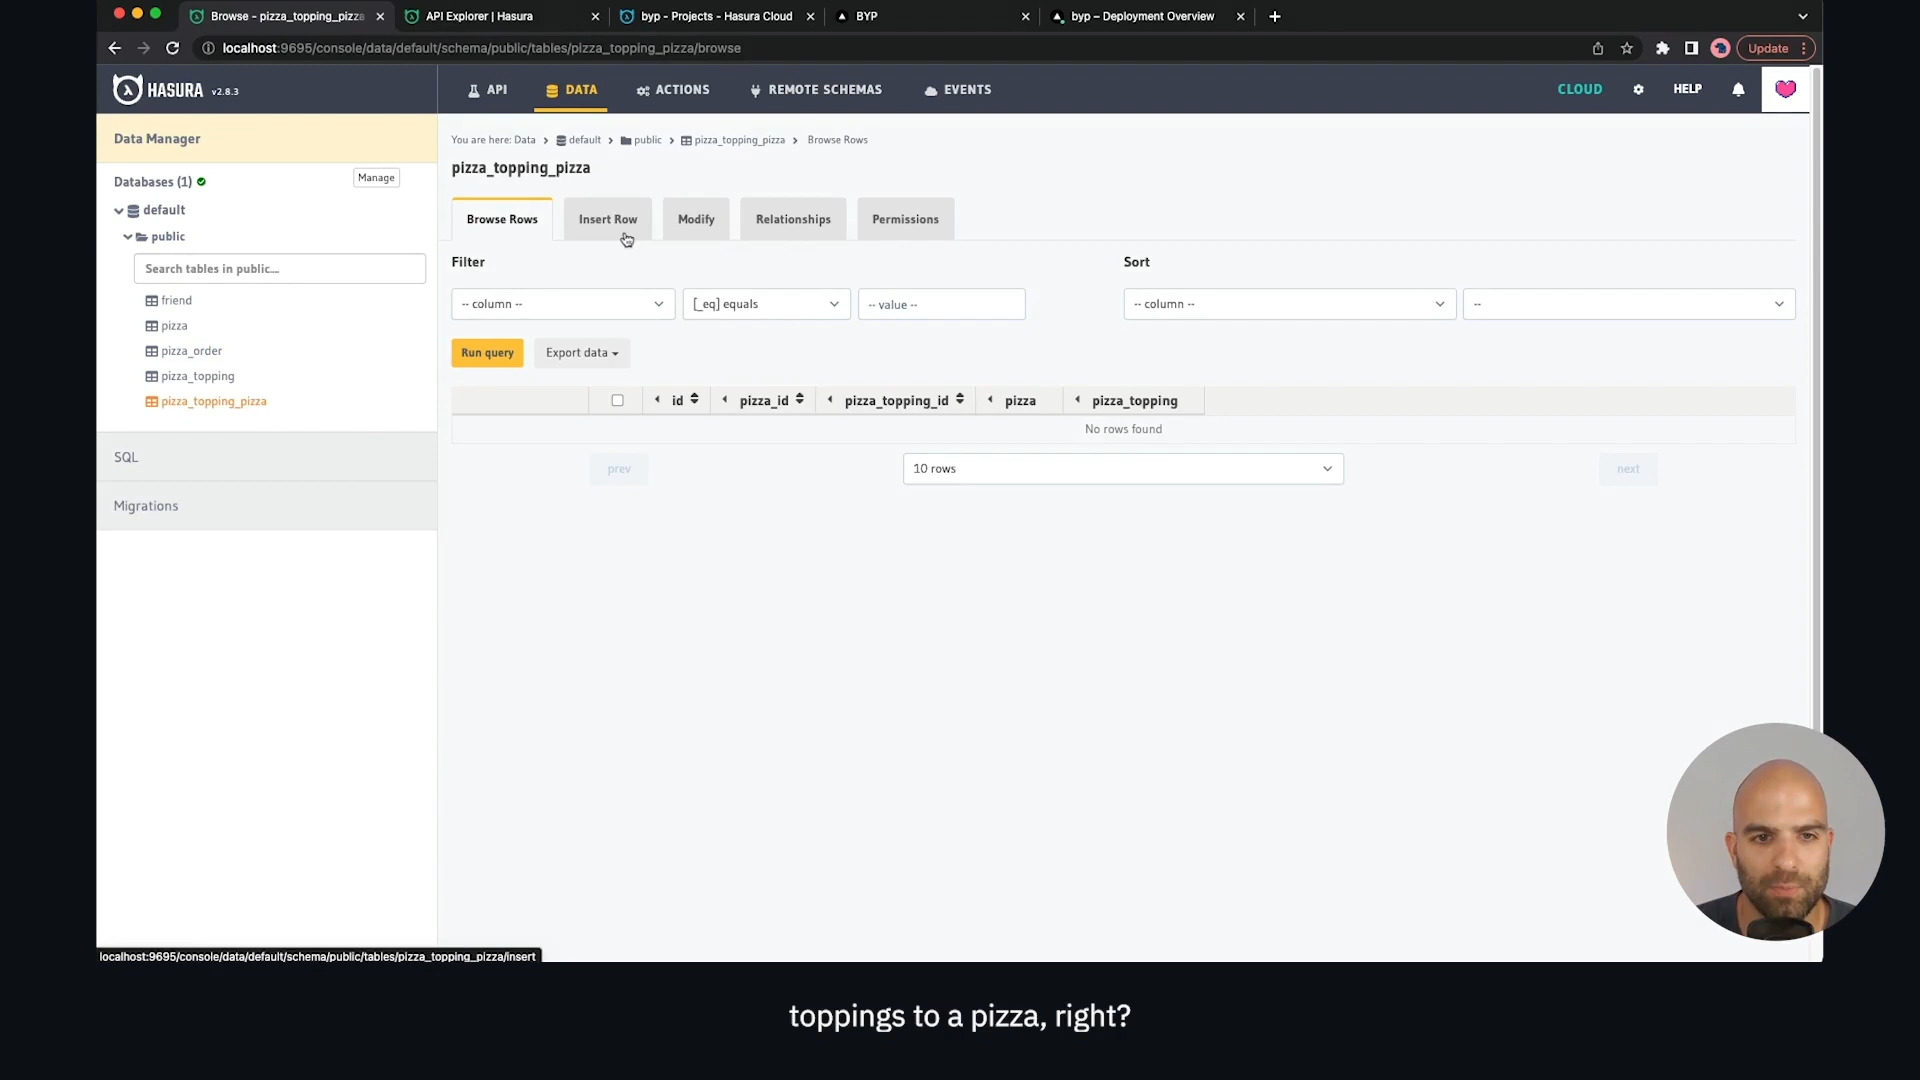 Browse - pizza_topping_pizza
API Explorer | Hasura
byp - Projects - Hasura Cloud
BYP
byp – Deployment Overview
localhost:9695/console/data/default/schema/public/tables/pizza_topping_pizza/browse
Update
HASURA v2.8.3
API
DATA
ACTIONS
REMOTE SCHEMAS
EVENTS
CLOUD
HELP
Data Manager
Databases (1)
Manage
default
public
Search tables in public....
friend
pizza
pizza_order
pizza_topping
pizza_topping_pizza
SQL
Migrations
You are here: Data > default > public > pizza_topping_pizza > Browse Rows
pizza_topping_pizza
Browse Rows
Insert Row
Modify
Relationships
Permissions
Filter
Sort
-- column --
[_eq] equals
-- value --
-- column --
--
Run query
Export data
id
pizza_id
pizza_topping_id
pizza
pizza_topping
No rows found
prev
10 rows
next
localhost:9695/console/data/default/schema/public/tables/pizza_topping_pizza/insert
toppings to a pizza, right?